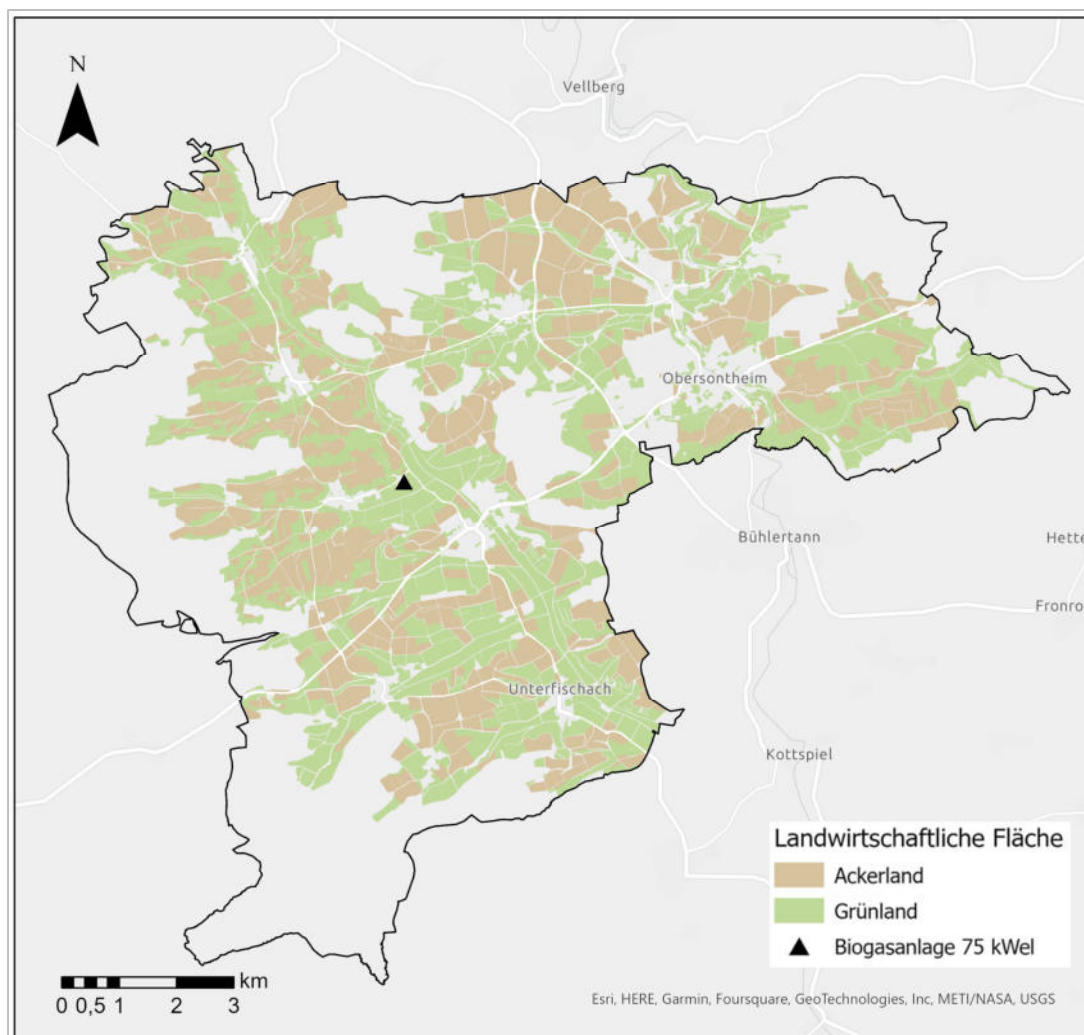 N
Vellberg
Obersontheim
Bühlertann
Hette
Fronro
Unterfischach
Kottspiel
Landwirtschaftliche Fläche
Ackerland
Grünland
Biogasanlage 75 kWel
km
0 0,5 1 2 3
Esri, HERE, Garmin, Foursquare, GeoTechnologies, Inc, METI/NASA, USGS